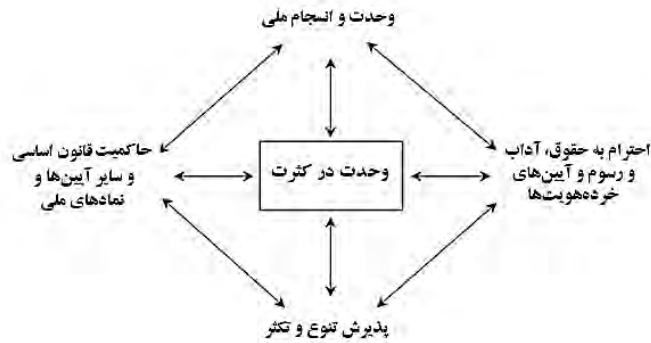 وحدت و انسجام ملی
احترام به حقوق، آداب
و رسوم و آیین‌های
خرده‌هویت‌ها
وحدت در کثرت
حاکمیت قانون اساسی
و سایر آیین‌ها و
نمادهای ملی
پذیرش تنوع و تکثر